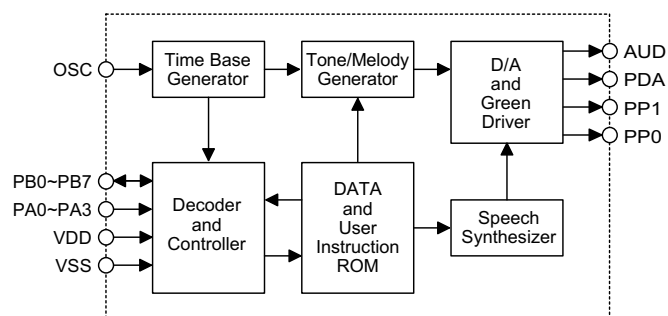 OSC
Time Base
Generator
Tone/Melody
Generator
D/A
and
Green
Driver
AUD
PDA
PP1
PP0
PB0~PB7
PA0~PA3
VDD
VSS
Decoder
and
Controller
DATA
and
User
Instruction
ROM
Speech
Synthesizer